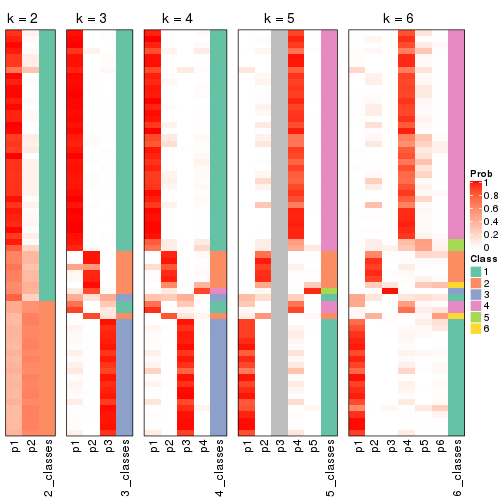 k = 2
k = 3
k = 4
k = 5
k = 6
p1
p2
2_classes
p1
p2
p3
3_classes
p1
p2
p3
p4
4_classes
p1
p2
p3
p4
p5
5_classes
p1
p2
p3
p4
p5
p6
6_classes
Prob
1
0.8
0.6
0.4
0.2
0
Class
1
2
3
4
5
6